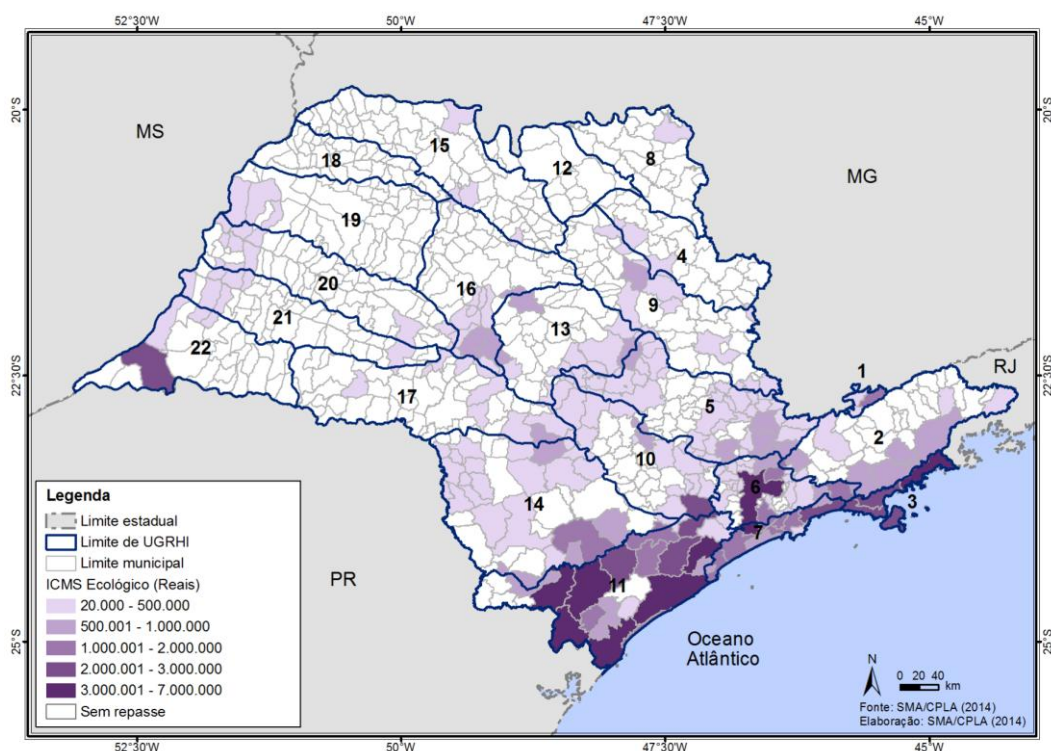 52°30'W 50°W 47°30'W 45°W
20°S 20°S
MS
MG
15
18
12
8
19
4
20
16
9
21
13
22
22°30'S 22°30'S
RJ
1
17
5
2
10
6
3
14
7
11
PR
Oceano
Atlântico
25°S 25°S
Legenda
Limite estadual
Limite de UGRHI
Limite municipal
ICMS Ecológico (Reais)
20.000 - 500.000
500.001 - 1.000.000
1.000.001 - 2.000.000
2.000.001 - 3.000.000
3.000.001 - 7.000.000
Sem repasse
N
0 20 40
km
Fonte: SMA/CPLA (2014)
Elaboração: SMA/CPLA (2014)
52°30'W 50°W 47°30'W 45°W